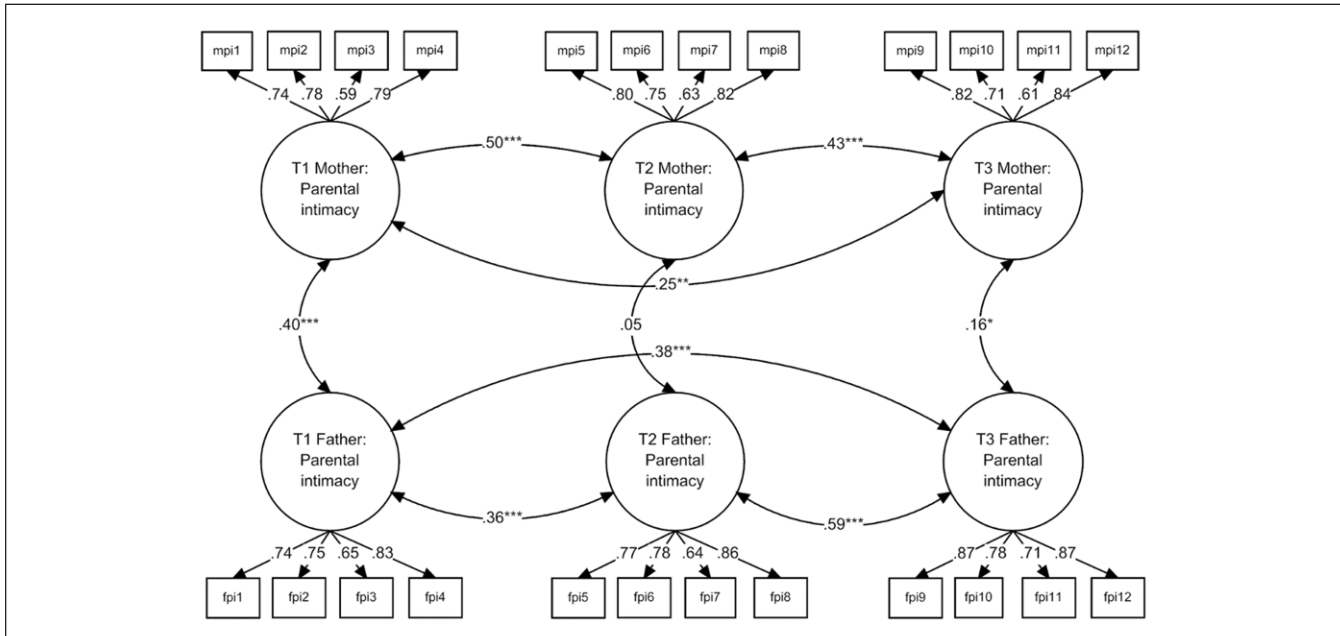 mpi1 mpi2 mpi3 mpi4 mpi5 mpi6 mpi7 mpi8 mpi9 mpi10 mpi11 mpi12
.74 .78 .59 .79 .80 .75 .63 .82 .82 .71 .61 .84
.50*** .43***
T1 Mother: T2 Mother: T3 Mother:
Parental Parental Parental
intimacy intimacy intimacy
.25**
.40*** .05 .16*
.38***
T1 Father: T2 Father: T3 Father:
Parental Parental Parental
intimacy intimacy intimacy
.36*** .59***
.74 .75 .65 .83 .77 .78 .64 .86 .87 .78 .71 .87
fpi1 fpi2 fpi3 fpi4 fpi5 fpi6 fpi7 fpi8 fpi9 fpi10 fpi11 fpi12